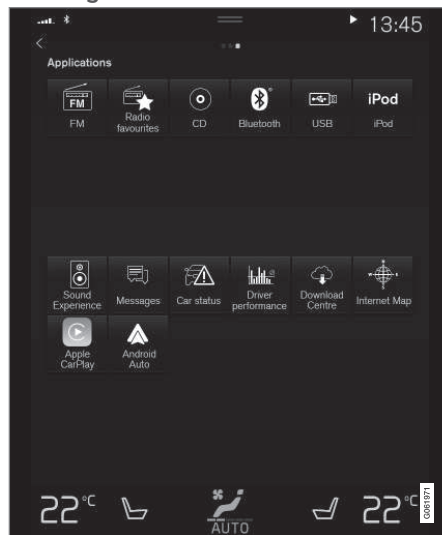 13:45
Applications
FM
FM
Radio
favourites
CD
Bluetooth
USB
iPod
iPod
Sound
Experience
Messages
Car status
Driver
performance
Download
Centre
Internet Map
Apple
CarPlay
Android
Auto
22°C
AUTO
22°C
G061971